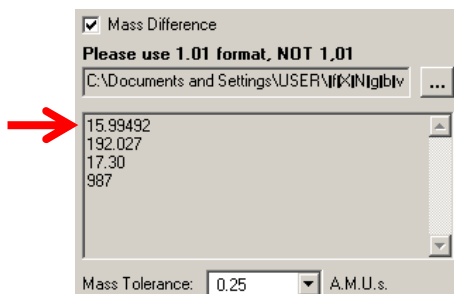 Mass Difference
Please use 1.01 format, NOT 1,01
C:\Documents and Settings\USER\ ...
15.99492
192.027
17.30
987
Mass Tolerance: 0.25 A.M.U.s.